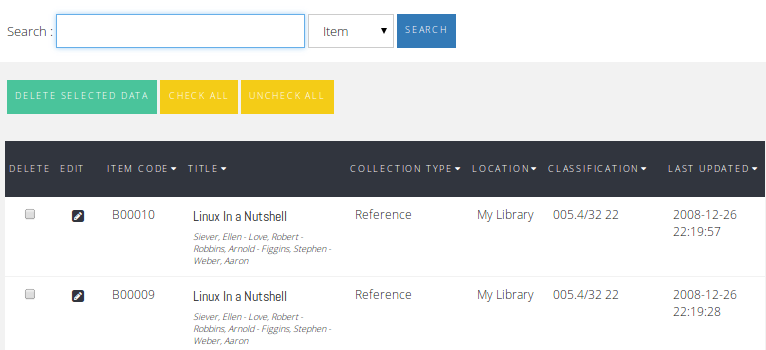 Search : Item SEARCH
DELETE SELECTED DATA CHECK ALL UNCHECK ALL
DELETE EDIT ITEM CODE TITLE COLLECTION TYPE LOCATION CLASSIFICATION LAST UPDATED
B00010 Linux In a Nutshell Reference My Library 005.4/32 22 2008-12-26
22:19:57
Siever, Ellen - Love, Robert -
Robbins, Arnold - Figgins, Stephen -
Weber, Aaron
B00009 Linux In a Nutshell Reference My Library 005.4/32 22 2008-12-26
22:19:28
Siever, Ellen - Love, Robert -
Robbins, Arnold - Figgins, Stephen -
Weber, Aaron